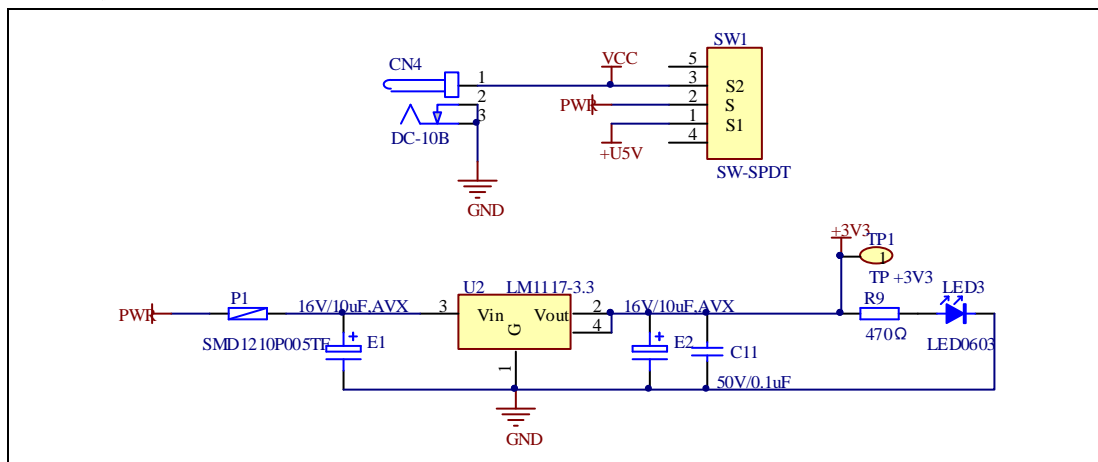 SW1
VCC
CN4
5
1
3
S2
2
PWR
2
S
3
1
S1
DC-10B
4
+U5V
SW-SPDT
GND
+3V3
TP1
1
TP +3V3
U2
LM1117-3.3
P1
16V/10uF,AVX
3
2
16V/10uF,AVX
R9
LED3
PWR
Vin
Vout
4
G
SMD1210P005TF
E1
E2
C11
470Ω
LED0603
1
50V/0.1uF
GND